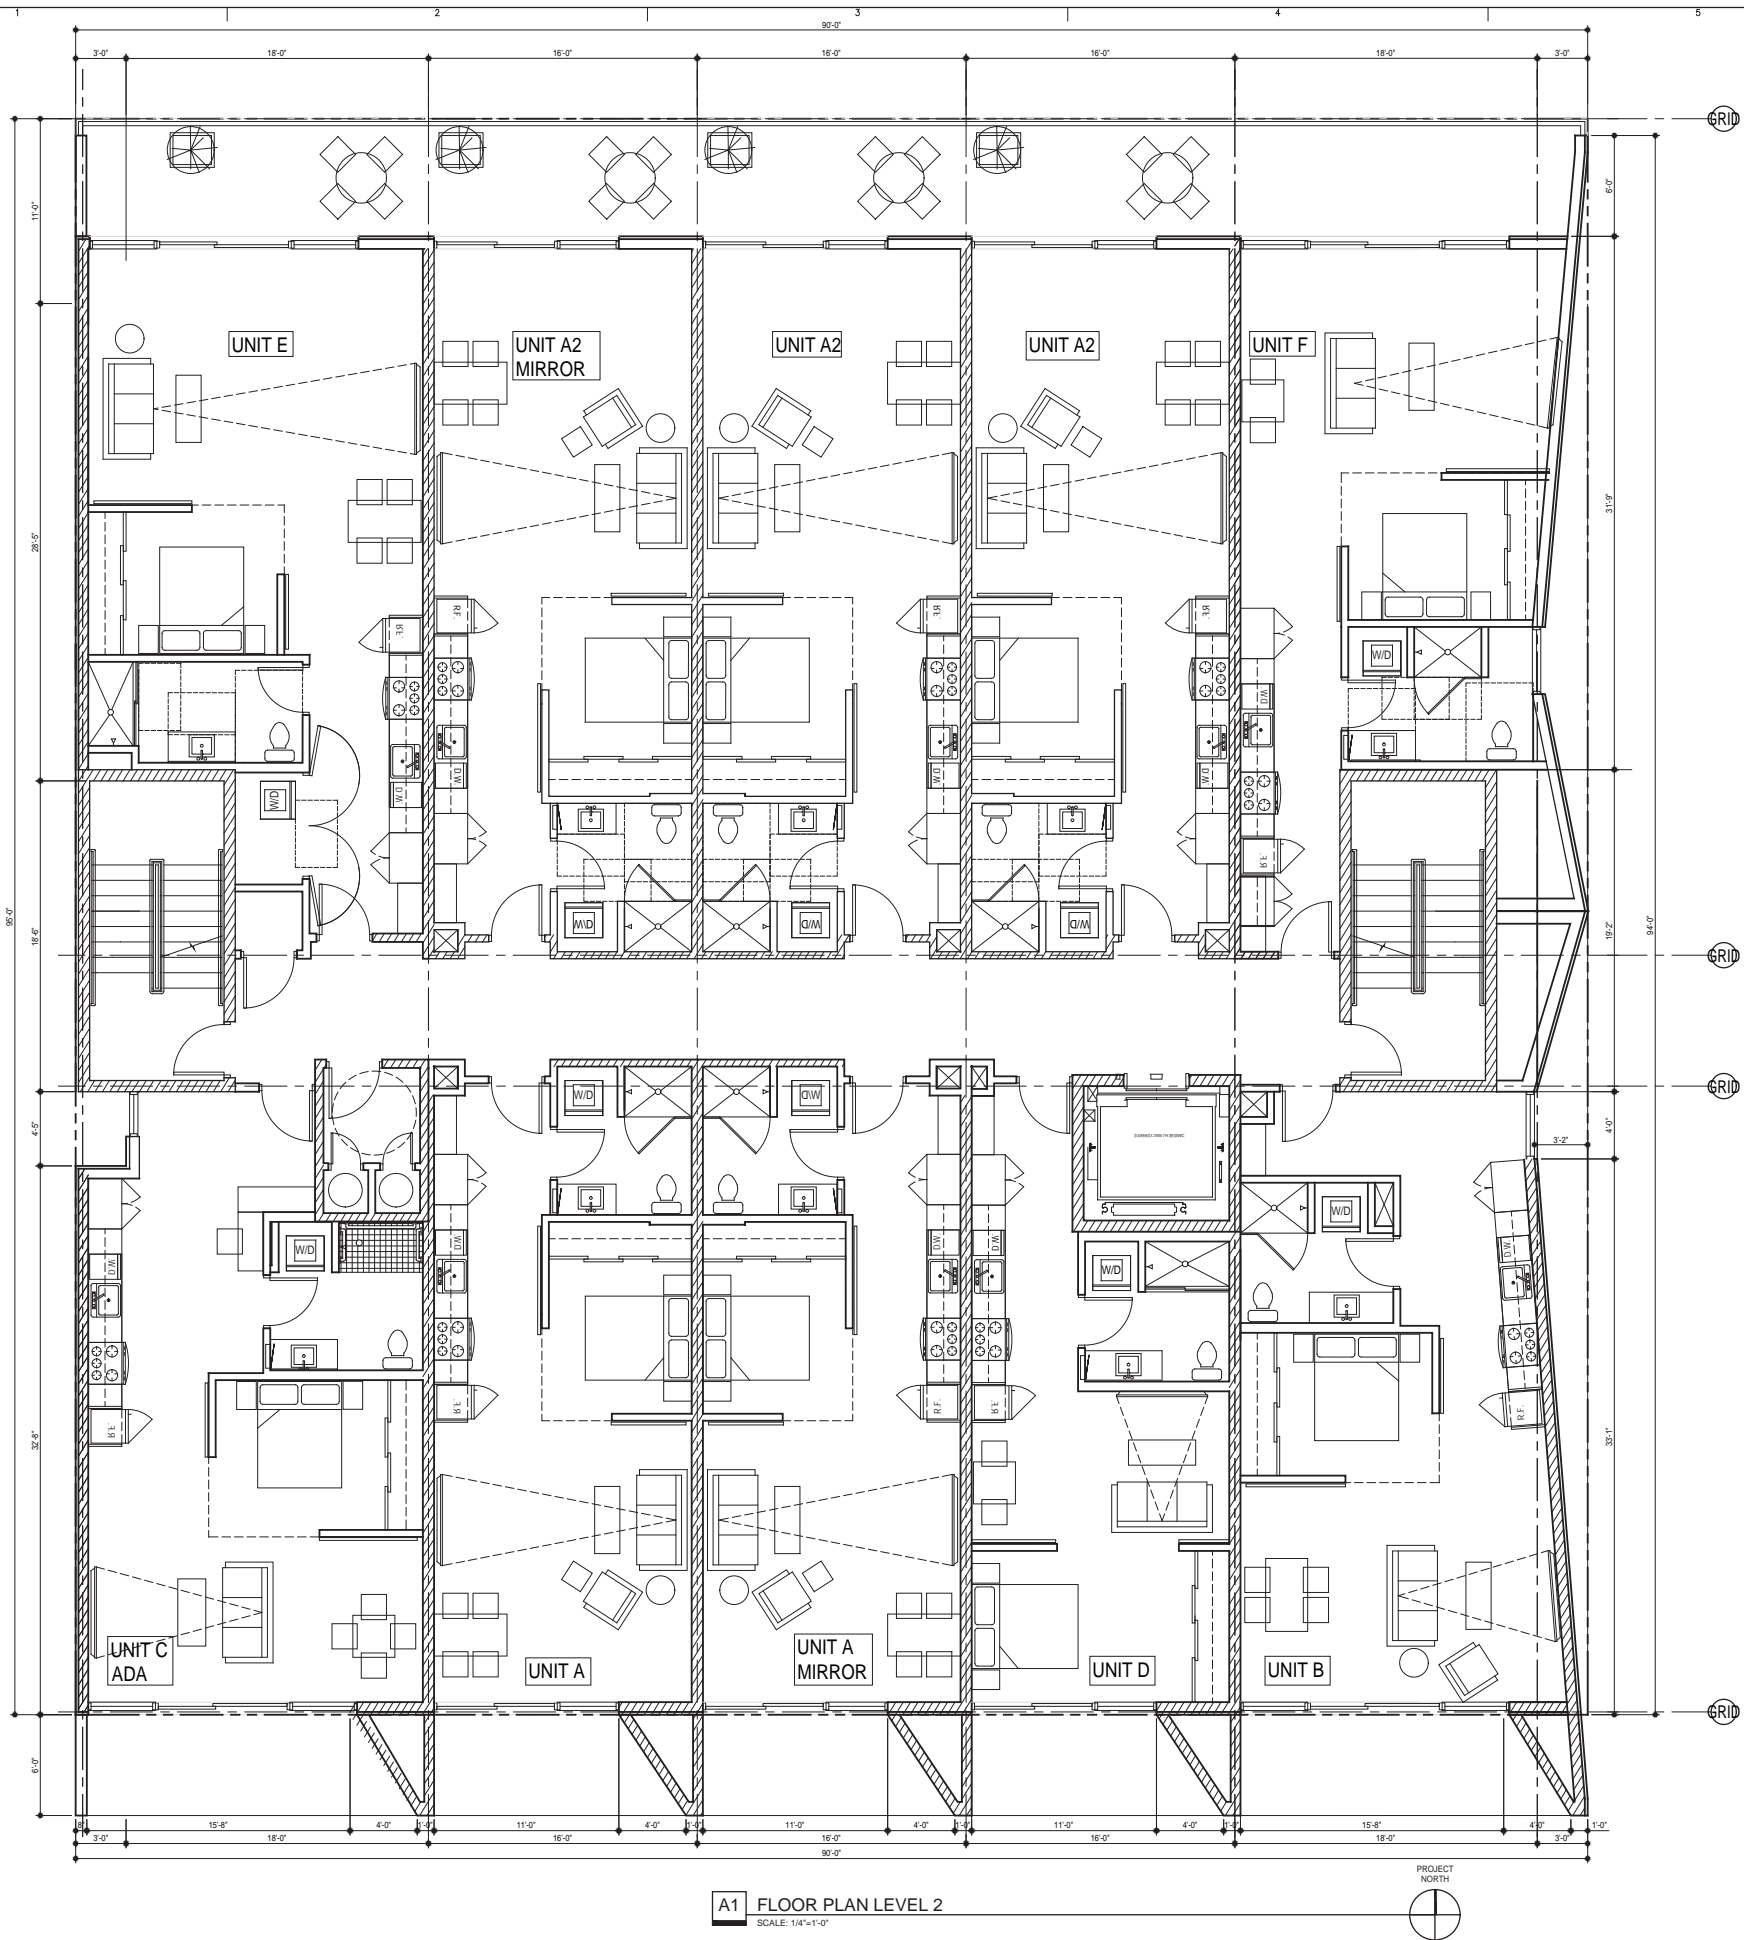 1
2
3
4
5
90'-0"
3'-0"
18'-0"
16'-0"
16'-0"
16'-0"
18'-0"
3'-0"
GRID
11'-0"
6'-0"
UNIT E
UNIT A2
MIRROR
UNIT A2
UNIT A2
UNIT F
28'-5"
31'-9"
R.F.
R.F.
R.F.
R.F.
W/D
D.W.
D.W.
D.W.
D.W.
D.W.
W/D
R.F.
95'-0"
18'-6"
19'-2"
94'-0"
W/D
W/D
W/D
GRID
GRID
4'-5"
4'-0"
3'-2"
W/D
W/D
W/D
W/D
W/D
D.W.
D.W.
D.W.
D.W.
D.W.
R.F.
R.F.
R.F.
R.F.
R.F.
32'-8"
33'-1"
UNIT C
ADA
UNIT A
UNIT A
MIRROR
UNIT D
UNIT B
GRID
6'-0"
8"
15'-8"
4'-0"
1'-0"
11'-0"
4'-0"
1'-0"
11'-0"
4'-0"
1'-0"
11'-0"
4'-0"
1'-0"
15'-8"
4'-0"
1'-0"
3'-0"
18'-0"
16'-0"
16'-0"
16'-0"
18'-0"
3'-0"
90'-0"
PROJECT
NORTH
A1 FLOOR PLAN LEVEL 2
SCALE: 1/4"=1'-0"